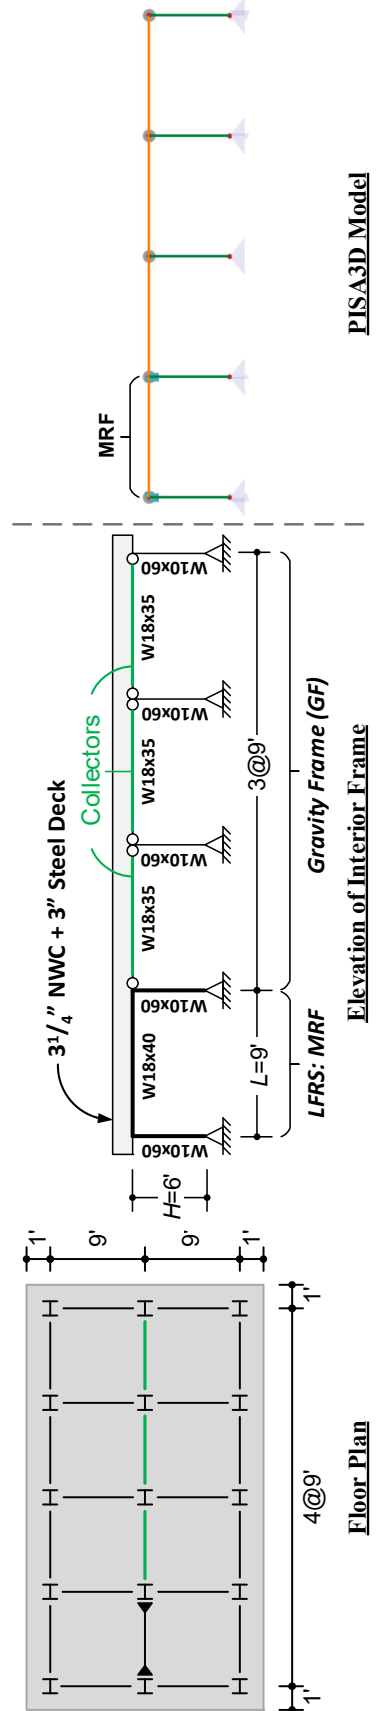 1'
9'
9'
1'
1'
4@9'
1'
Floor Plan
3 1/4" NWC + 3" Steel Deck
Collectors
W18x40
W18x35
W18x35
W18x35
W10x60
W10x60
W10x60
W10x60
W10x60
H=6'
L=9'
3@9'
LFRS: MRF
Gravity Frame (GF)
Elevation of Interior Frame
MRF
PISA3D Model